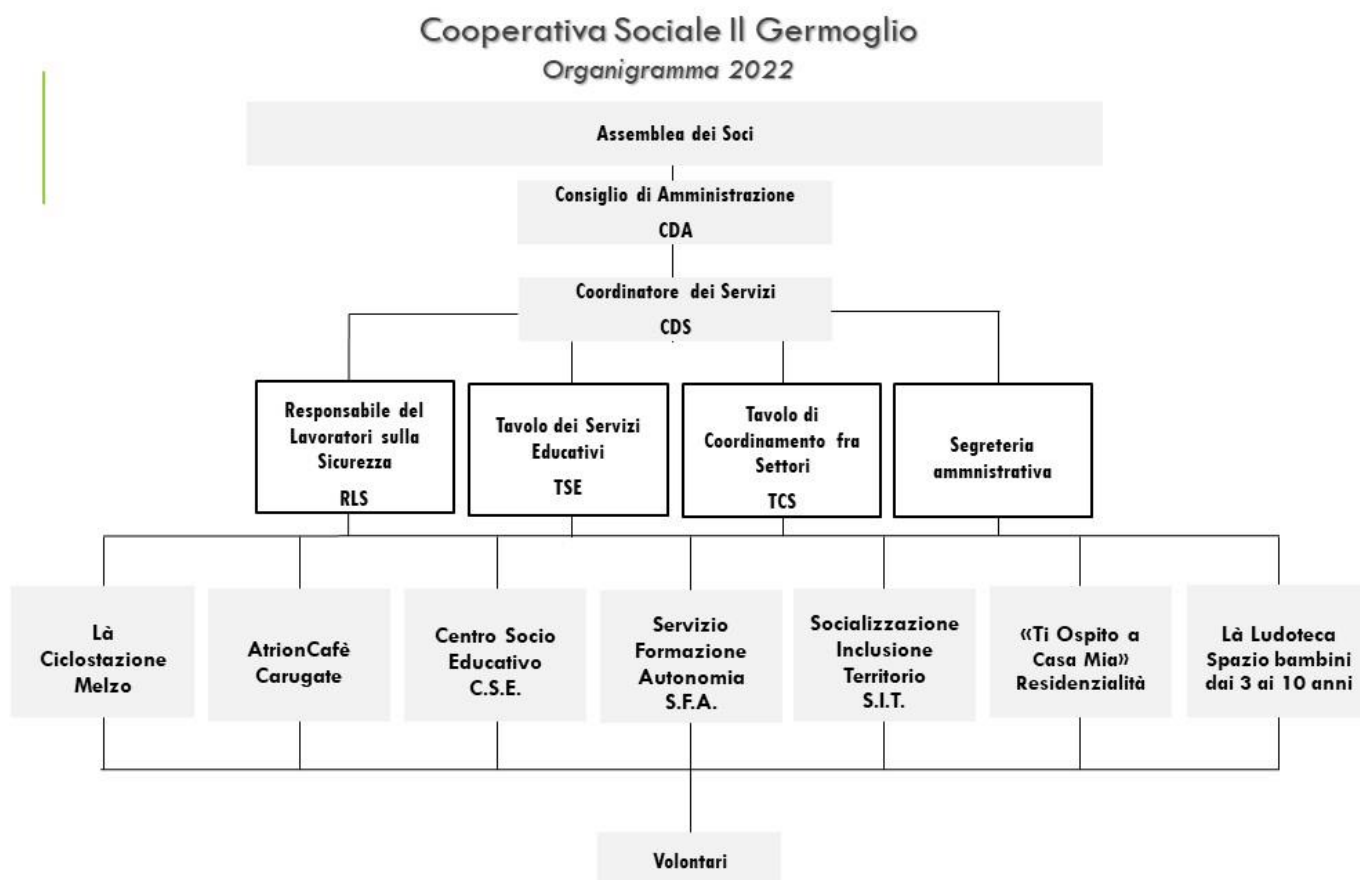 Cooperativa Sociale Il Germoglio
Organigramma 2022
Assemblea dei Soci
Consiglio di Amministrazione
CDA
Coordinatore dei Servizi
CDS
Responsabile del
Lavoratori sulla
Sicurezza
RLS
Tavolo dei Servizi
Educativi
TSE
Tavolo di
Coordinamento fra
Settori
TCS
Segreteria
ammnistrativa
Là
Ciclostazione
Melzo
AtrionCafè
Carugate
Centro Socio
Educativo
C.S.E.
Servizio
Formazione
Autonomia
S.F.A.
Socializzazione
Inclusione
Territorio
S.I.T.
«Ti Ospito a
Casa Mia»
Residenzialità
Là Ludoteca
Spazio bambini
dai 3 ai 10 anni
Volontari